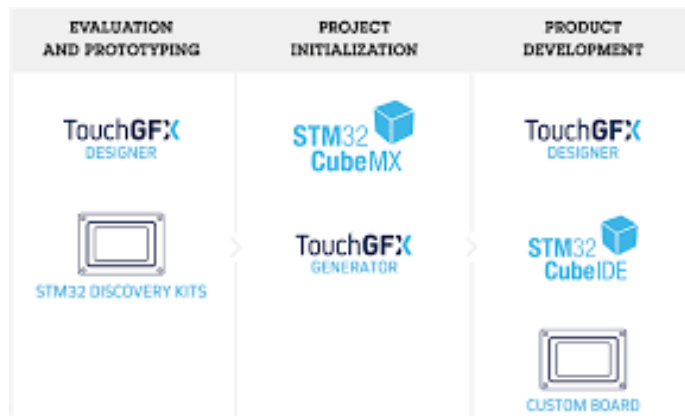 EVALUATION
AND PROTOTYPING
TouchGFX
DESIGNER
STM32 DISCOVERY KITS
PROJECT
INITIALIZATION
STM32
CubeMX
TouchGFX
GENERATOR
PRODUCT
DEVELOPMENT
TouchGFX
DESIGNER
STM32
CubeIDE
CUSTOM BOARD